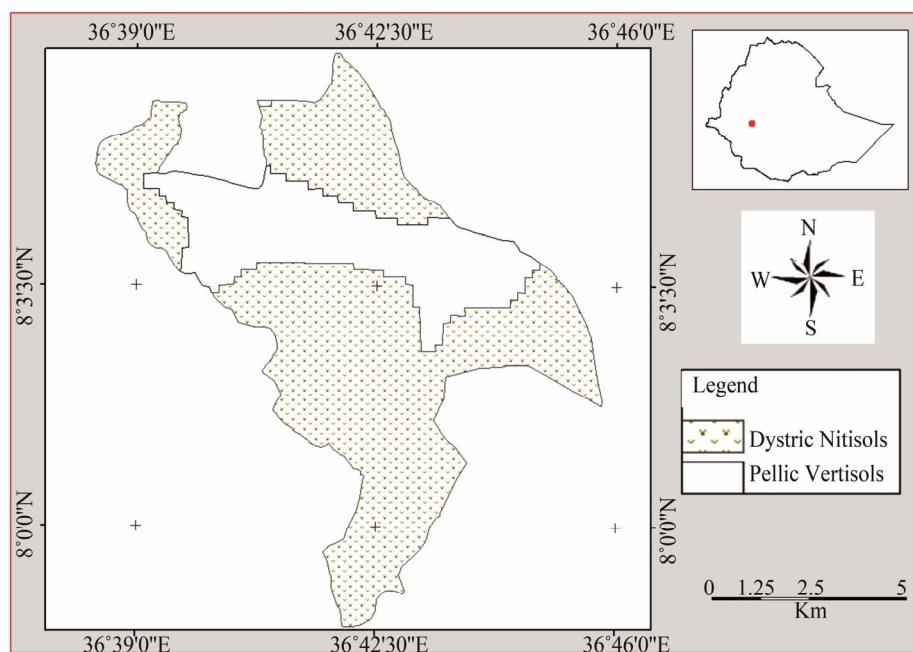 36°39'0"E 36°42'30"E 36°46'0"E
8°3'30"N
8°3'30"N
8°0'0"N
8°0'0"N
36°39'0"E 36°42'30"E 36°46'0"E
N
W E
S
Legend
Dystric Nitisols
Pellic Vertisols
0 1.25 2.5 5
Km